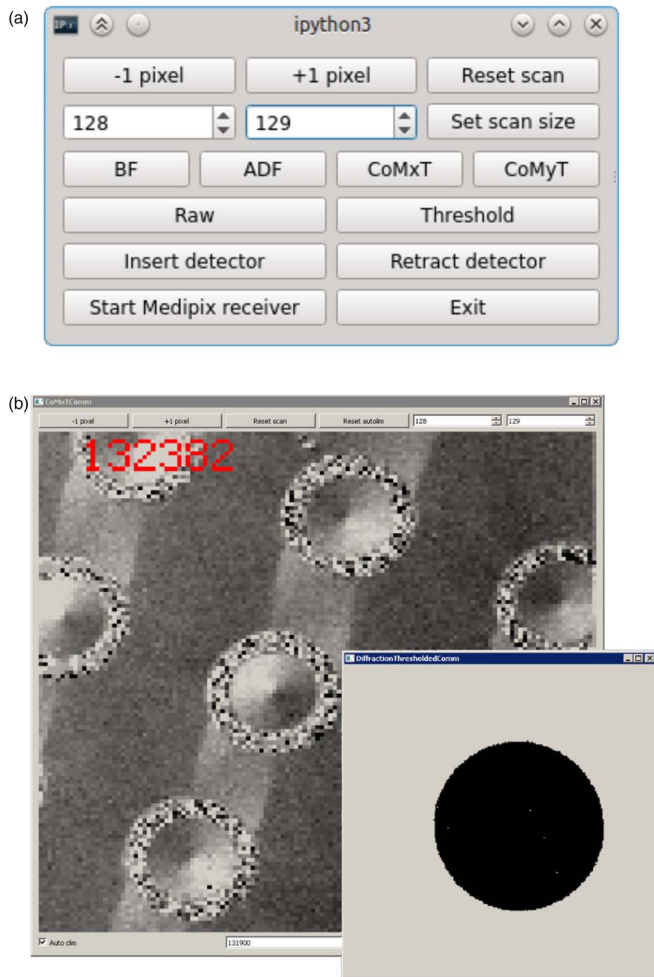 (a)
IPy
ipython3
-1 pixel +1 pixel Reset scan
128 129 Set scan size
BF ADF CoMxT CoMyT
Raw Threshold
Insert detector Retract detector
Start Medipix receiver Exit
(b)
CoMxTComm
-1 pixel +1 pixel Reset scan Reset autolim 128 129
132382
DiffractionThresholdedComm
Auto clim 131900